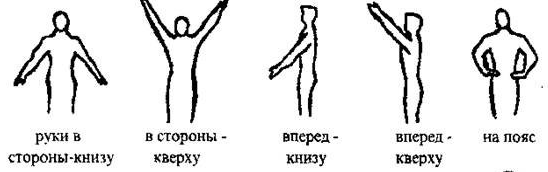 руки в
стороны-книзу
в стороны -
кверху
вперед -
книзу
вперед -
кверху
на пояс